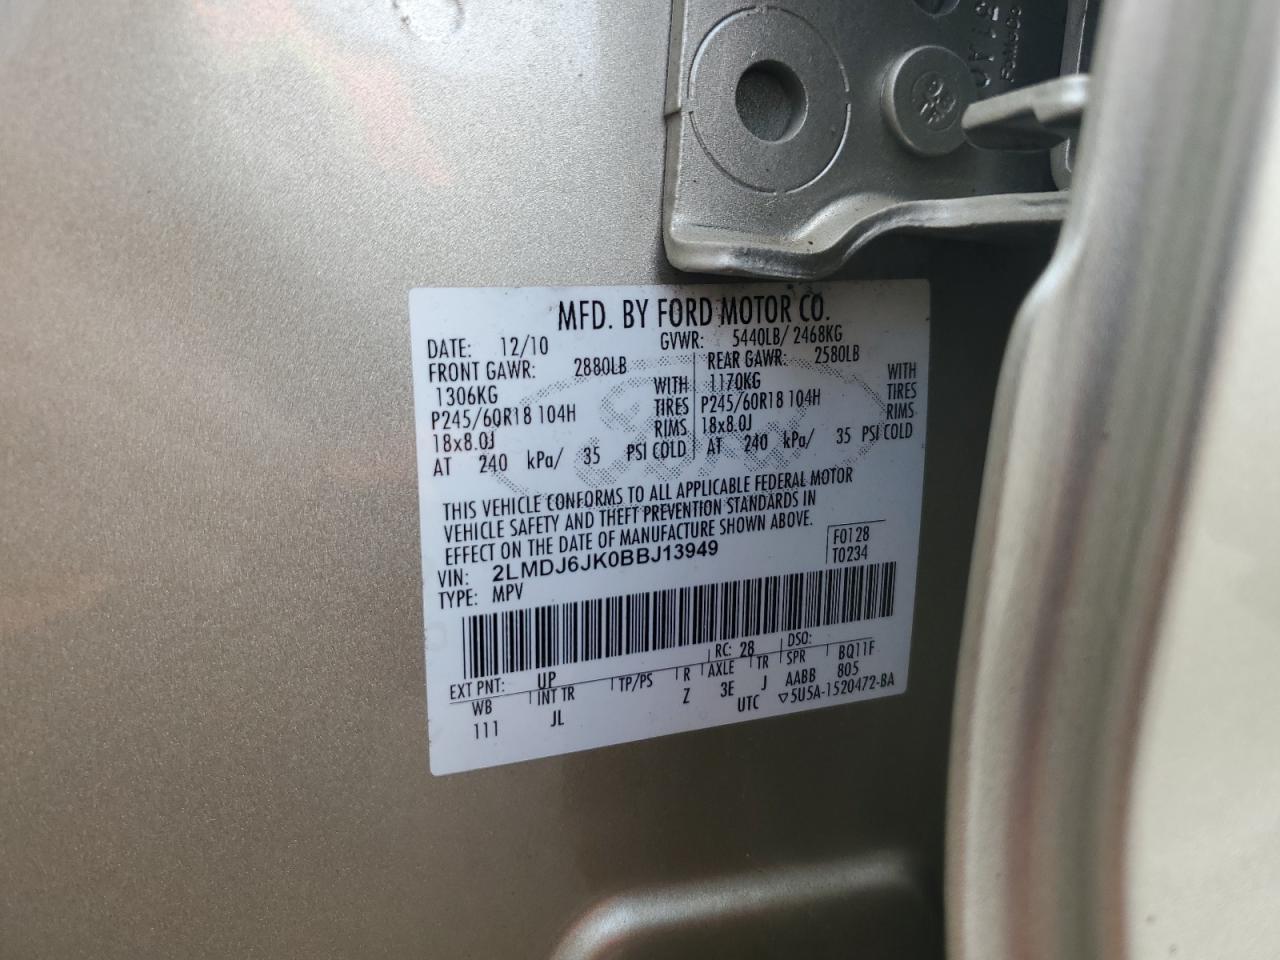 MFD. BY FORD MOTOR CO.
DATE: 12/10 GVWR: 5440LB/ 2468KG
FRONT GAWR: 2880LB REAR GAWR: 2580LB
1306KG WITH 1170KG WITH
P245/60R18 104H TIRES P245/60R18 104H TIRES
18x8.0J RIMS 18x8.0J RIMS
AT 240 kPa/ 35 PSI COLD AT 240 kPa/ 35 PSI COLD
THIS VEHICLE CONFORMS TO ALL APPLICABLE FEDERAL MOTOR
VEHICLE SAFETY AND THEFT PREVENTION STANDARDS IN
EFFECT ON THE DATE OF MANUFACTURE SHOWN ABOVE.
VIN: 2LMDJ6JK0BBJ13949 F0128
TYPE: MPV T0234
EXT PNT: UP RC: 28 DSO:
WB INT TR TP/PS R AXLE TR SPR BQ11F
111 JL Z 3E J AABB 805
UTC ▽5U5A-1520472-BA